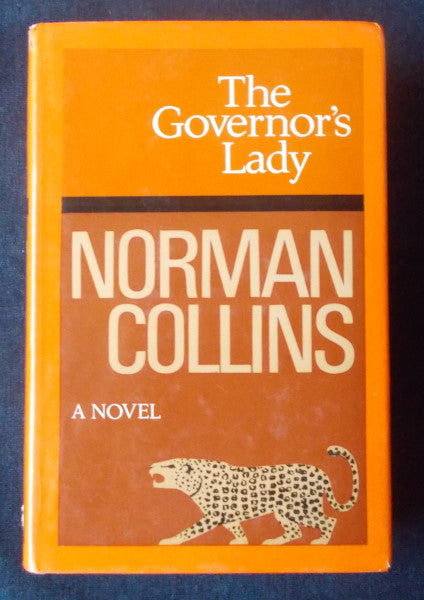 The
Governor's
Lady
NORMAN
COLLINS
A NOVEL